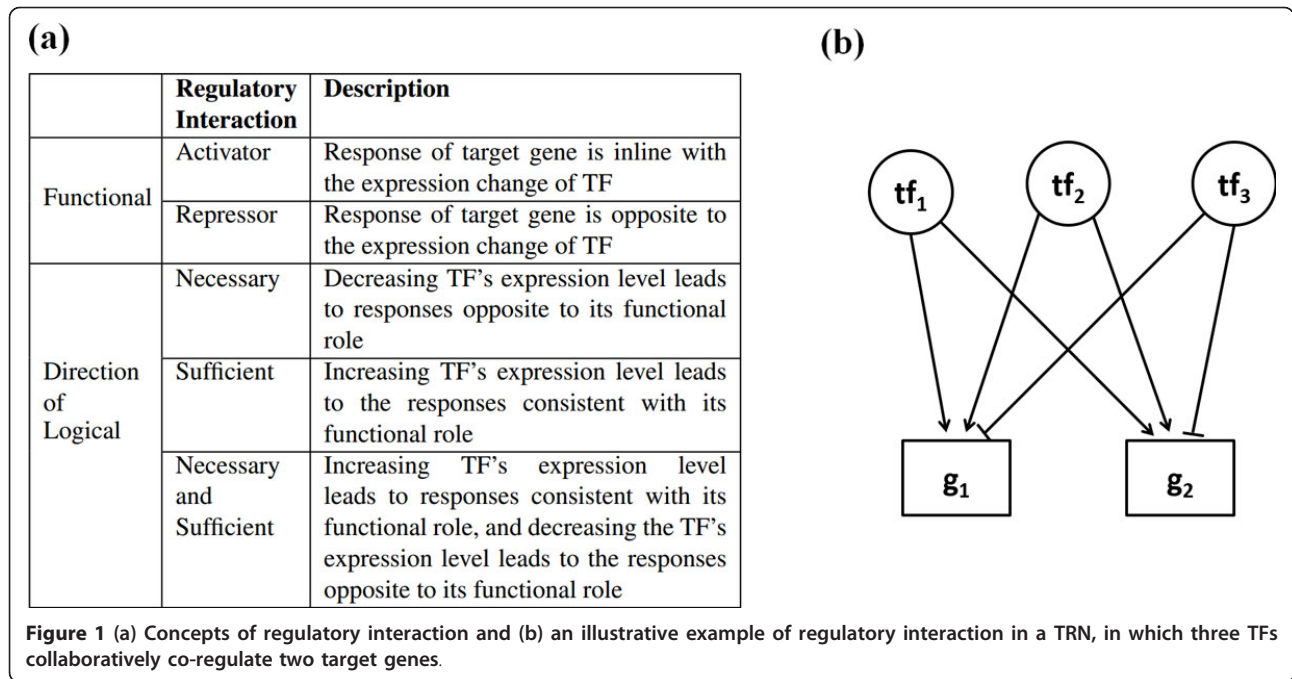 (a)
Regulatory Interaction
Description
Functional
Activator
Response of target gene is inline with
the expression change of TF
Repressor
Response of target gene is opposite to
the expression change of TF
Direction
of
Logical
Necessary
Decreasing TF's expression level leads
to responses opposite to its functional
role
Sufficient
Increasing TF's expression level leads
to the responses consistent with its
functional role
Necessary
and
Sufficient
Increasing TF's expression level
leads to responses consistent with its
functional role, and decreasing the TF's
expression level leads to the responses
opposite to its functional role
(b)
tf1
tf2
tf3
g1
g2
Figure 1 (a) Concepts of regulatory interaction and (b) an illustrative example of regulatory interaction in a TRN, in which three TFs
collaboratively co-regulate two target genes.